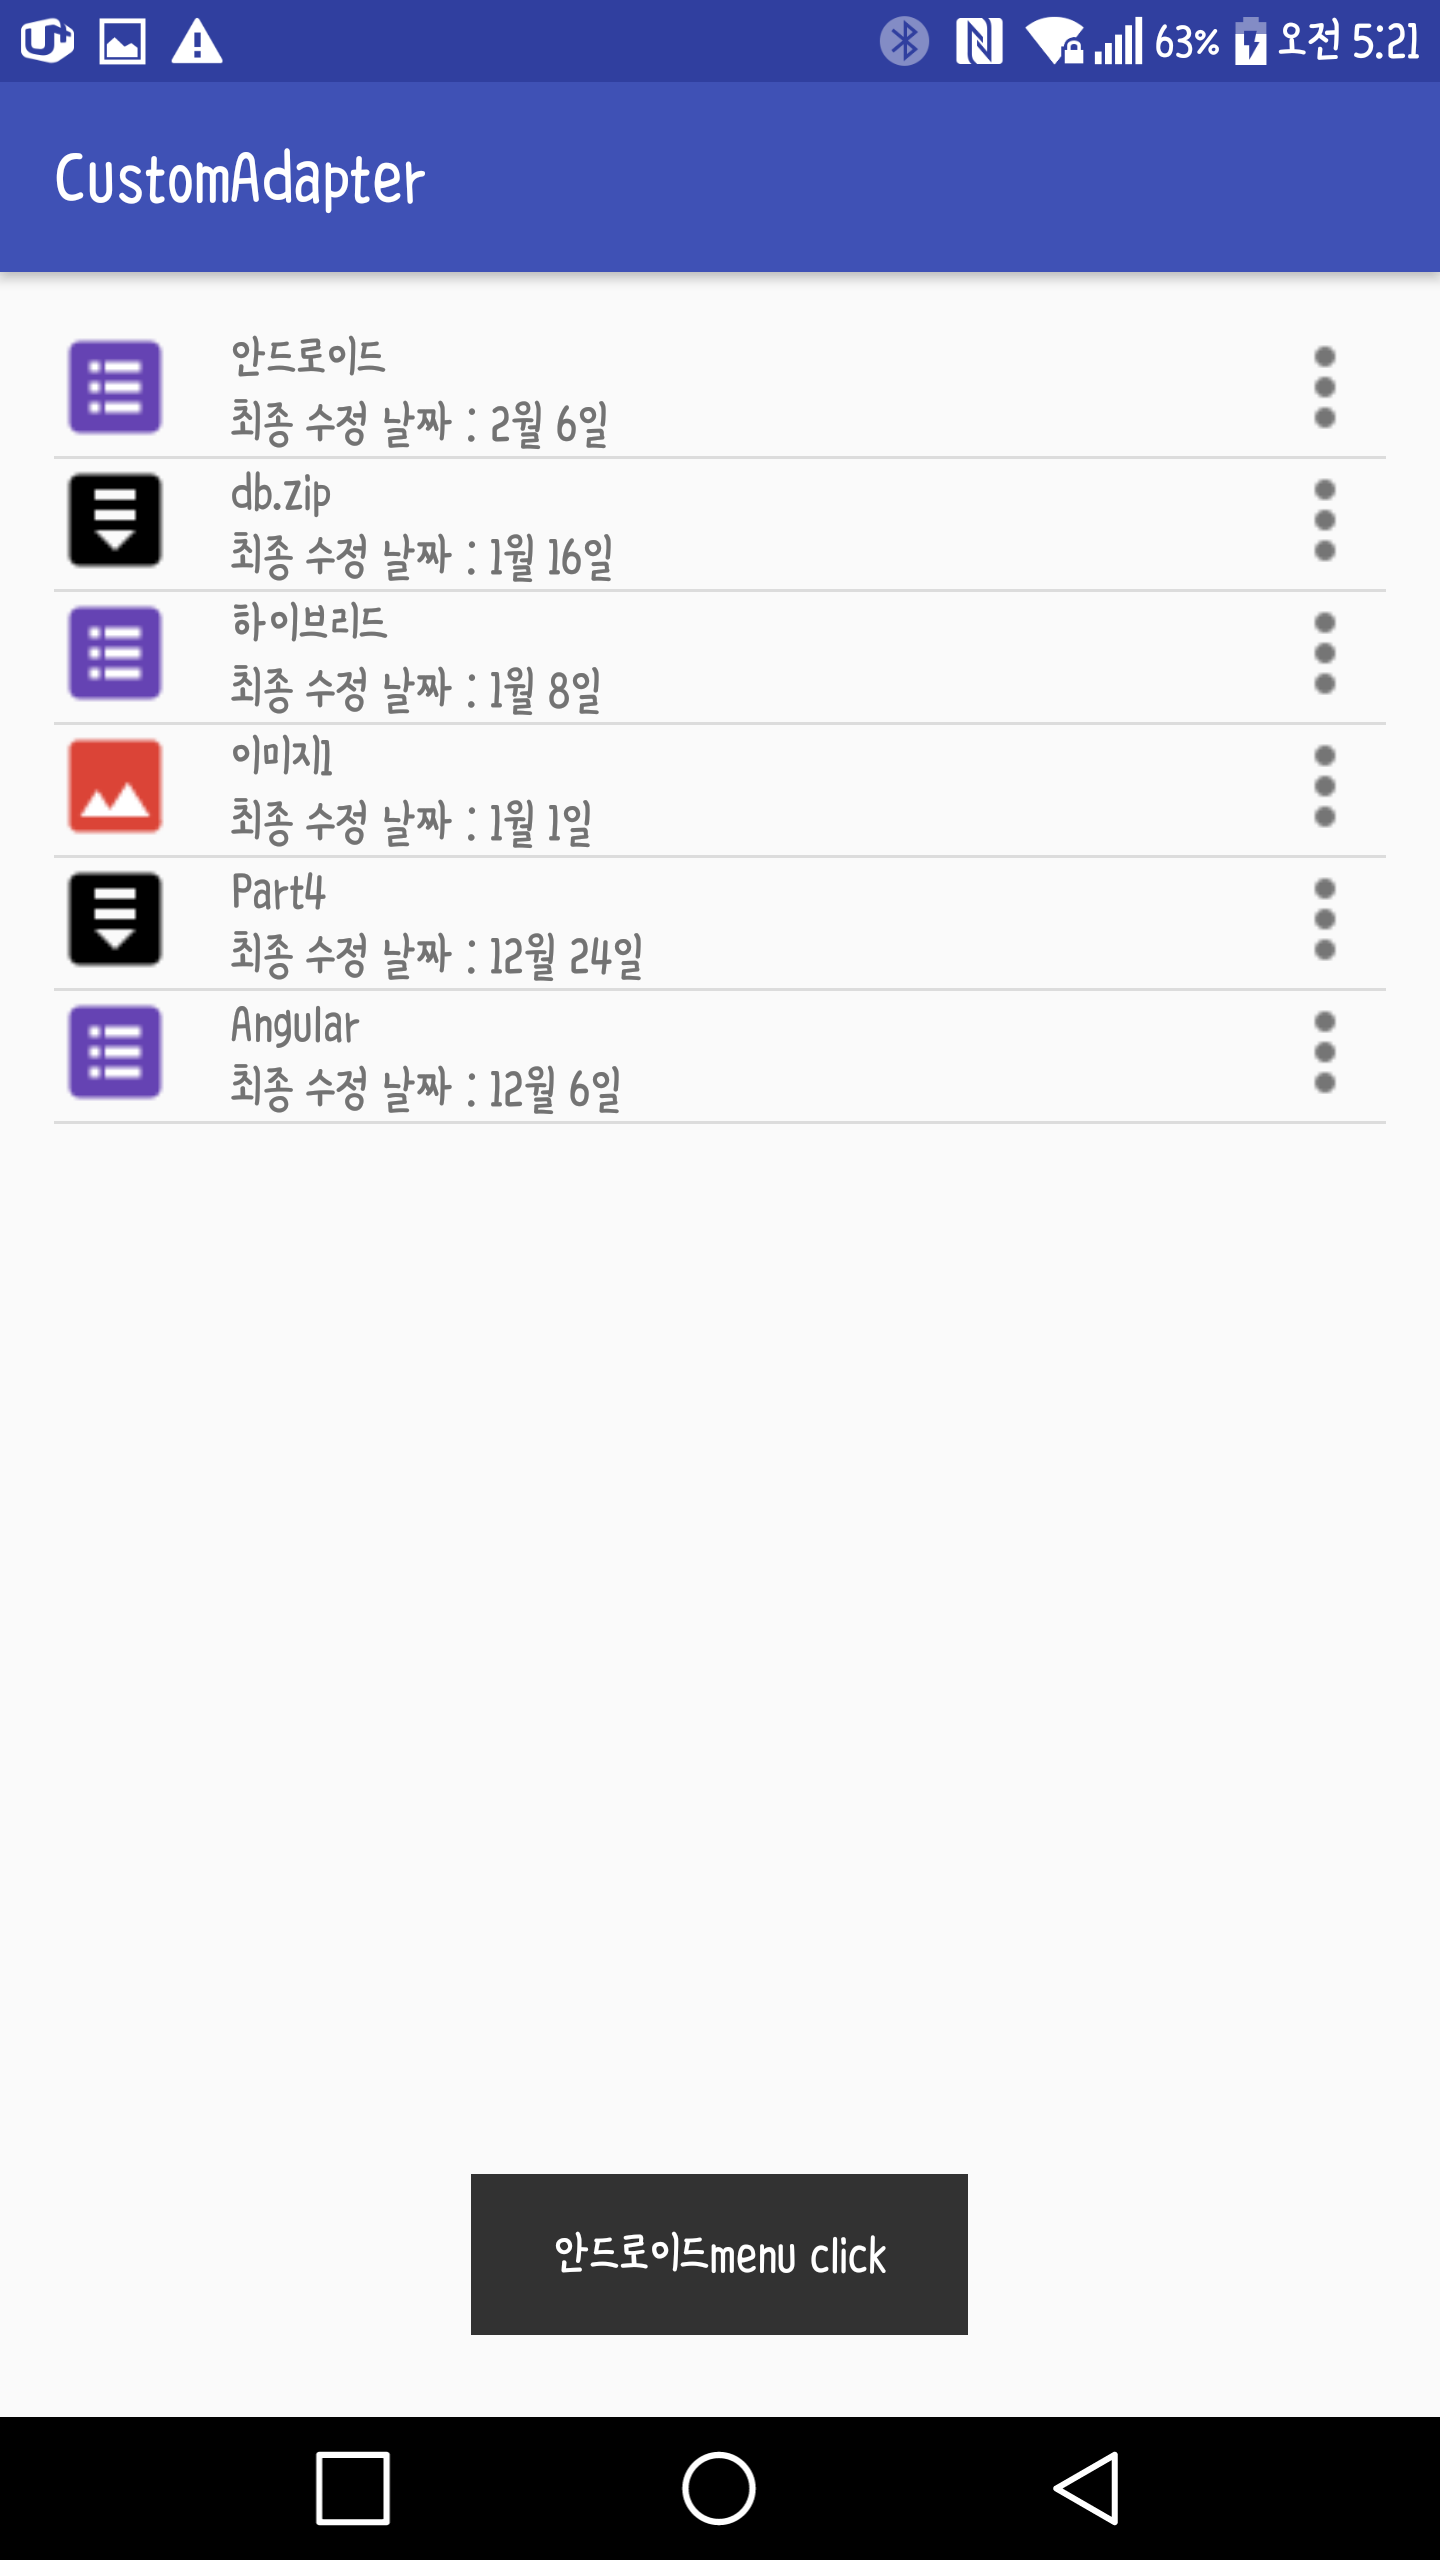 U+
63% 오전 5:21
CustomAdapter
안드로이드
최종 수정 날짜 : 2월 6일
db.zip
최종 수정 날짜 : 1월 16일
하이브리드
최종 수정 날짜 : 1월 8일
이미지1
최종 수정 날짜 : 1월 1일
Part4
최종 수정 날짜 : 12월 24일
Angular
최종 수정 날짜 : 12월 6일
안드로이드menu click